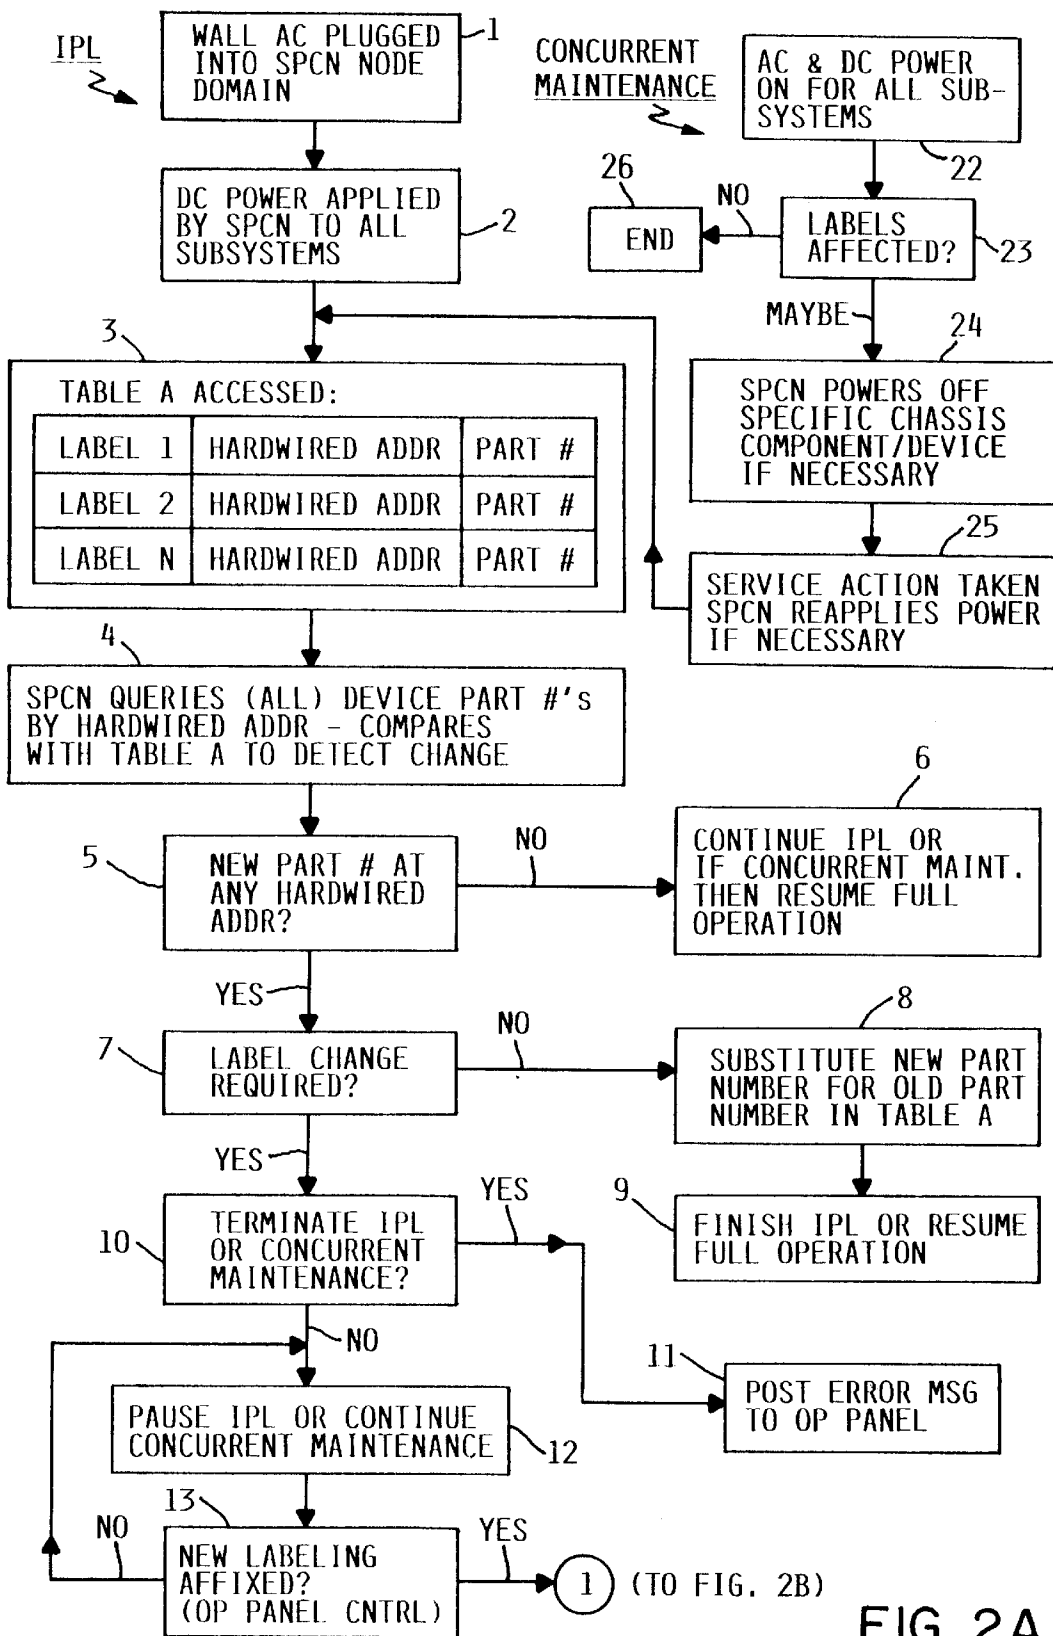 IPL
WALL AC PLUGGED
INTO SPCN NODE
DOMAIN
1
DC POWER APPLIED
BY SPCN TO ALL
SUBSYSTEMS
2
CONCURRENT
MAINTENANCE
AC & DC POWER
ON FOR ALL SUB-
SYSTEMS
22
LABELS
AFFECTED?
23
NO
26
END
MAYBE
24
SPCN POWERS OFF
SPECIFIC CHASSIS
COMPONENT/DEVICE
IF NECESSARY
25
SERVICE ACTION TAKEN
SPCN REAPPLIES POWER
IF NECESSARY
3
TABLE A ACCESSED:
LABEL 1 HARDWIRED ADDR PART #
LABEL 2 HARDWIRED ADDR PART #
LABEL N HARDWIRED ADDR PART #
4
SPCN QUERIES (ALL) DEVICE PART #'s
BY HARDWIRED ADDR - COMPARES
WITH TABLE A TO DETECT CHANGE
5
NEW PART # AT
ANY HARDWIRED
ADDR?
NO
6
CONTINUE IPL OR
IF CONCURRENT MAINT.
THEN RESUME FULL
OPERATION
YES
7
LABEL CHANGE
REQUIRED?
NO
8
SUBSTITUTE NEW PART
NUMBER FOR OLD PART
NUMBER IN TABLE A
9
FINISH IPL OR RESUME
FULL OPERATION
YES
10
TERMINATE IPL
OR CONCURRENT
MAINTENANCE?
YES
11
POST ERROR MSG
TO OP PANEL
NO
PAUSE IPL OR CONTINUE
CONCURRENT MAINTENANCE
12
13
NEW LABELING
AFFIXED?
(OP PANEL CNTRL)
NO
YES
1 (TO FIG. 2B)
FIG. 2A